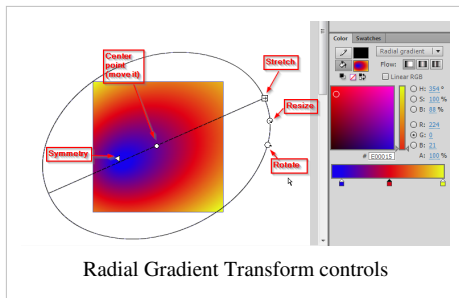 Center
point
(move it)
Stretch
Resize
Symmetry
Rotate
Color Swatches
Radial gradient
Flow:
Linear RGB
H: 354 °
S: 100 %
B: 88 %
R: 224
G: 0
B: 21
# E00015 A: 100 %
Radial Gradient Transform controls